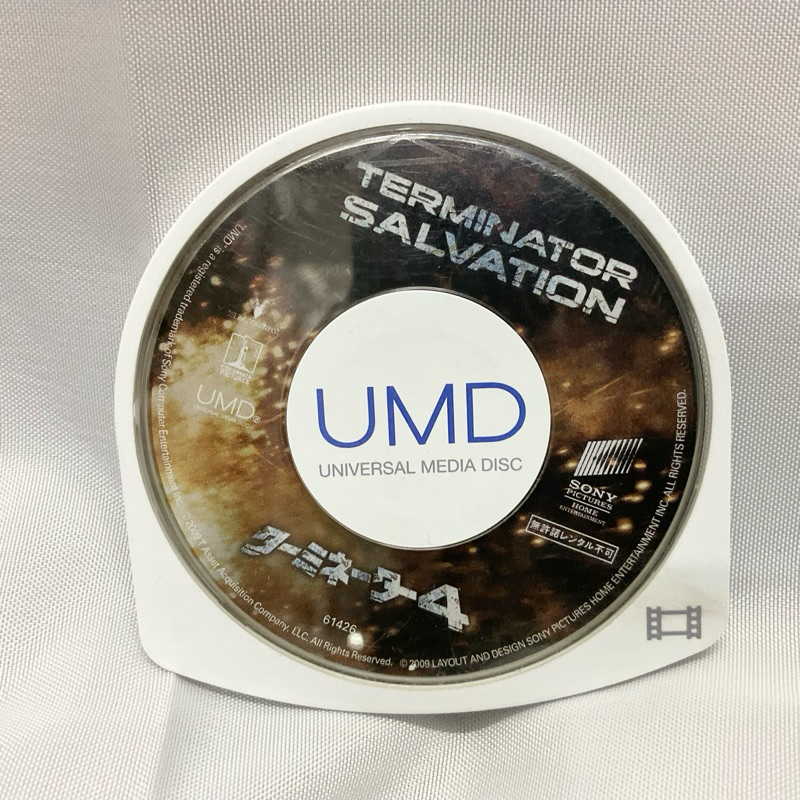 TERMINATOR
SALVATION
"UMD" is a registered trademark of Sony Computer Entertainment Inc.
COLUMBIA
PICTURES
UMD®
UMD
UNIVERSAL MEDIA DISC
SONY
PICTURES
HOME
ENTERTAINMENT
無許諾レンタル不可
ターミネーター4
61426
© 2009 T Asset Acquisition Company, LLC. All Rights Reserved.
© 2009 LAYOUT AND DESIGN SONY PICTURES HOME ENTERTAINMENT INC. ALL RIGHTS RESERVED.